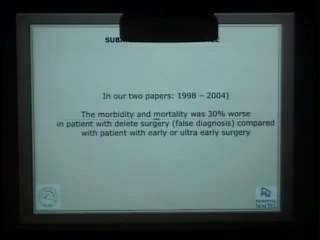 In our two papers: 1998 – 2004)
The morbidity and mortality was 30% worse
in patient with delete surgery (false diagnosis) compared
with patient with early or ultra early surgery
HOSPITAL